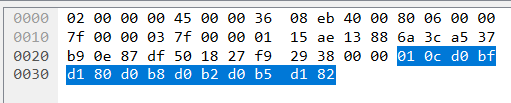 0000 02 00 00 00 45 00 00 36 08 eb 40 00 80 06 00 00
0010 7f 00 00 03 7f 00 00 01 15 ae 13 88 6a 3c a5 37
0020 b9 0e 87 df 50 18 27 f9 29 38 00 00 01 0c d0 bf
0030 d1 80 d0 b8 d0 b2 d0 b5 d1 82